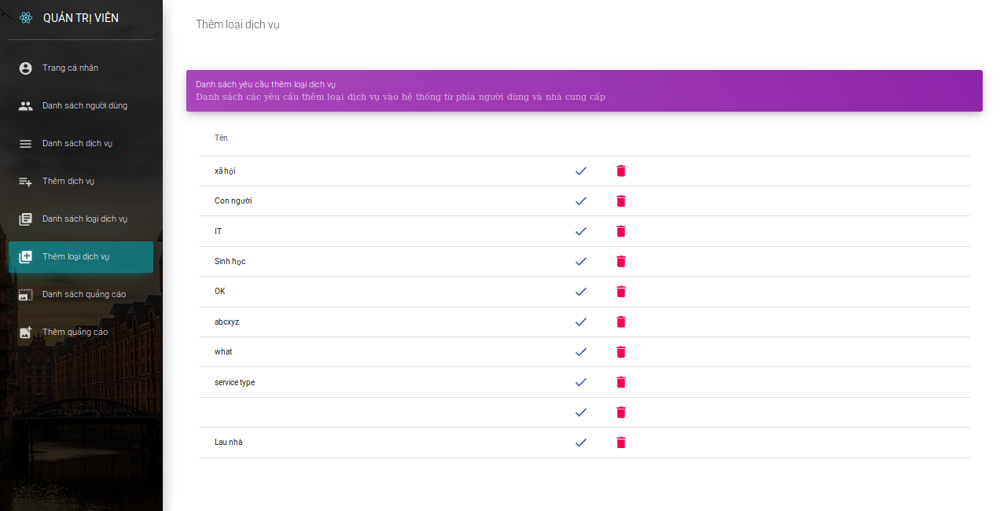 QUẢN TRỊ VIÊN
Trang cá nhân
Danh sách người dùng
Danh sách dịch vụ
Thêm dịch vụ
Danh sách loại dịch vụ
Thêm loại dịch vụ
Danh sách quảng cáo
Thêm quảng cáo
Thêm loại dịch vụ
Danh sách yêu cầu thêm loại dịch vụ
Danh sách các yêu cầu thêm loại dịch vụ vào hệ thống từ phía người dùng và nhà cung cấp
Tên
xã hội
Con người
IT
Sinh học
OK
abcxyz
what
service type
Lau nhà